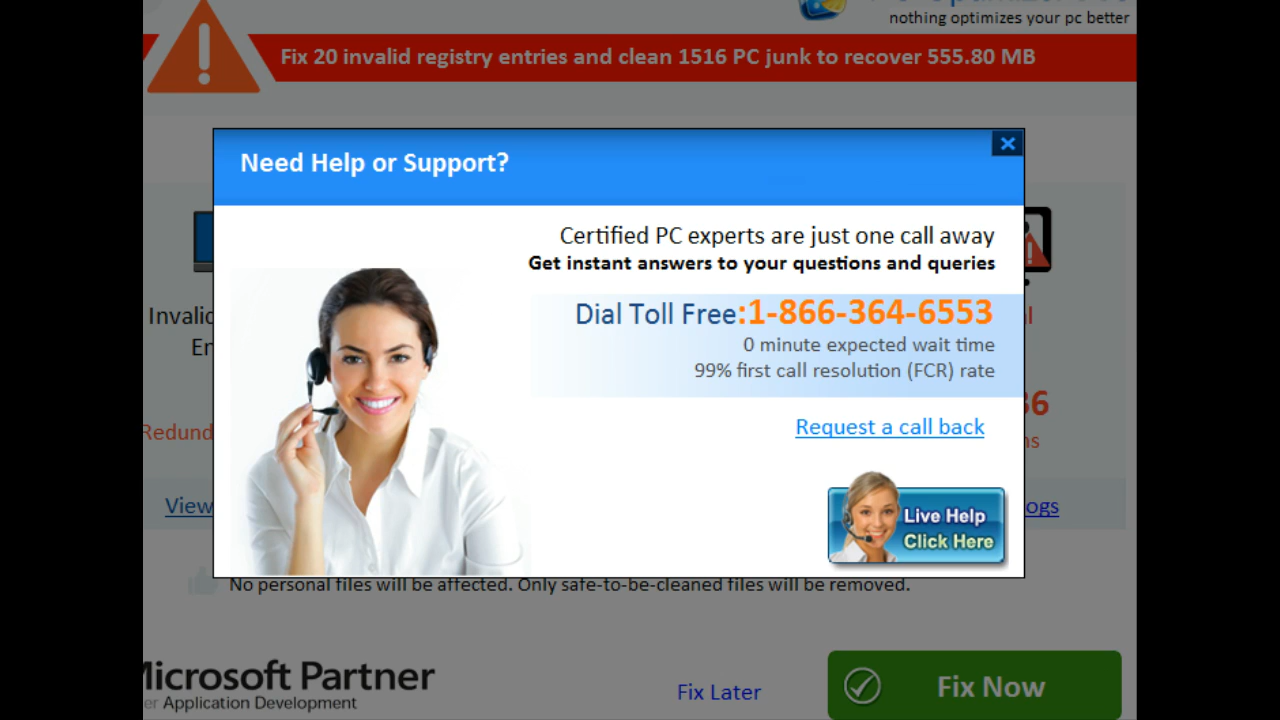 nothing optimizes your pc better
Fix 20 invalid registry entries and clean 1516 PC junk to recover 555.80 MB
Need Help or Support?
Certified PC experts are just one call away
Get instant answers to your questions and queries
Dial Toll Free:1-866-364-6553
0 minute expected wait time
99% first call resolution (FCR) rate
Request a call back
Live Help
Click Here
View
No personal files will be affected. Only safe-to-be-cleaned files will be removed.
Microsoft Partner
Application Development
Fix Later
Fix Now